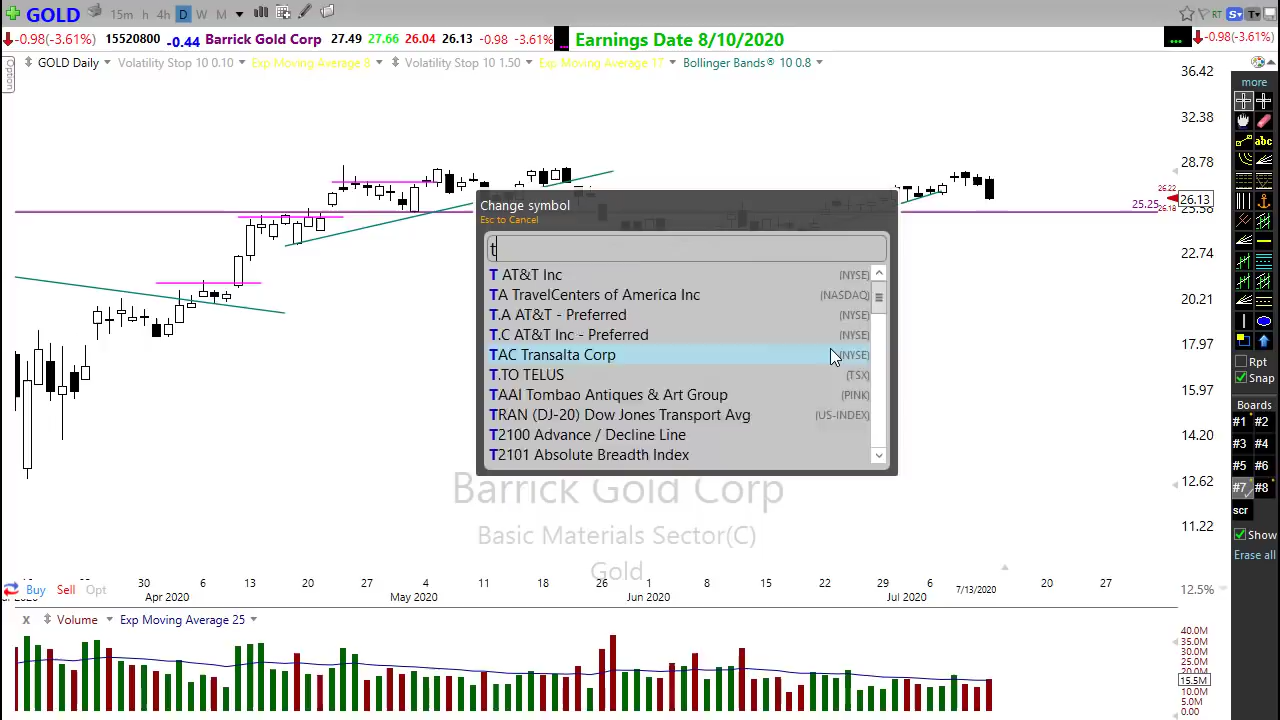 GOLD 15m h 4h D W M
-0.98(-3.61%) 15520800 -0.44 Barrick Gold Corp 27.49 27.66 26.04 26.13 -0.98 -3.61% ... Earnings Date 8/10/2020 ... -0.98(-3.61%)
RT S T
Option
GOLD Daily Volatility Stop 10 0.10 Exp Moving Average 8 Volatility Stop 10 1.50 Exp Moving Average 17 Bollinger Bands® 10 0.8
36.42
32.38
28.78
26.22
26.13
25.25
26.18
25.58
22.74
20.21
17.97
15.97
14.20
12.62
11.22
12.5%
Change symbol
Esc to Cancel
t
T AT&T Inc (NYSE)
TA TravelCenters of America Inc (NASDAQ)
T.A AT&T - Preferred (NYSE)
T.C AT&T Inc - Preferred (NYSE)
TAC Transalta Corp (NYSE)
T.TO TELUS (TSX)
TAAI Tombao Antiques & Art Group (PINK)
TRAN (DJ-20) Dow Jones Transport Avg (US-INDEX)
T2100 Advance / Decline Line
T2101 Absolute Breadth Index
Barrick Gold Corp
Basic Materials Sector(C)
Gold
Buy Sell Opt
30 6 13 20 27 4 11 18 26 1 8 15 22 29 6 7/13/2020 20 27
Apr 2020 May 2020 Jun 2020 Jul 2020
x Volume Exp Moving Average 25
40.0M
35.0M
30.0M
25.0M
20.0M
15.5M
10.0M
5.0M
0.00
more
abc
Rpt
Snap
Boards
#1 #2
#3 #4
#5 #6
#7 #8
scr
Show
Erase all